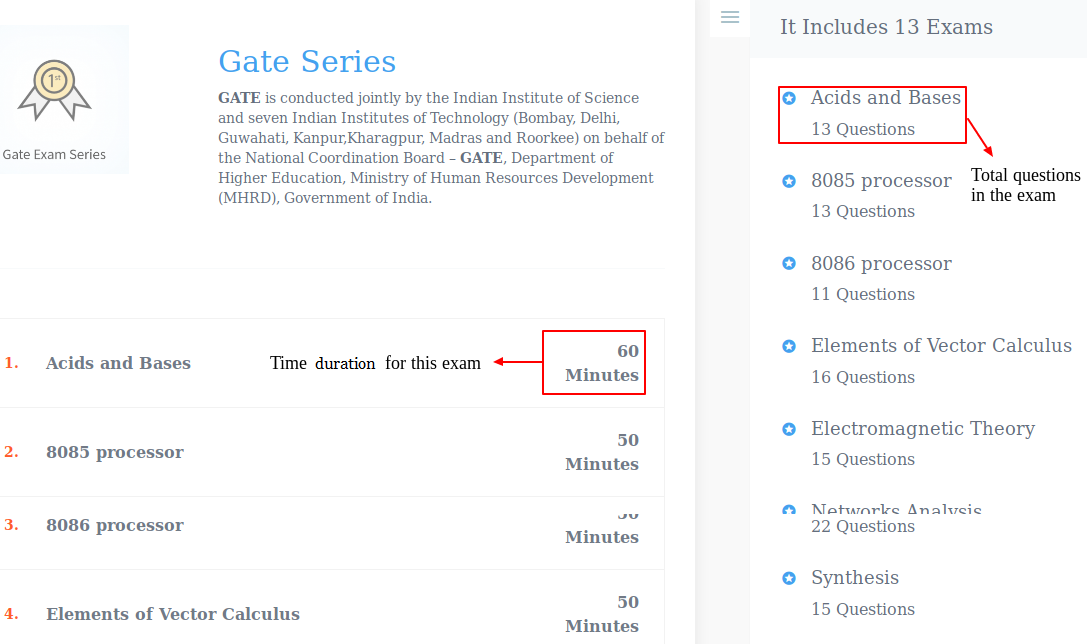 1st
Gate Exam Series
Gate Series
GATE is conducted jointly by the Indian Institute of Science
and seven Indian Institutes of Technology (Bombay, Delhi,
Guwahati, Kanpur,Kharagpur, Madras and Roorkee) on behalf of
the National Coordination Board – GATE, Department of
Higher Education, Ministry of Human Resources Development
(MHRD), Government of India.
1. Acids and Bases
Time duration for this exam
60
Minutes
2. 8085 processor
50
Minutes
3. 8086 processor
Minutes
4. Elements of Vector Calculus
50
Minutes
It Includes 13 Exams
Acids and Bases
13 Questions
Total questions
in the exam
8085 processor
13 Questions
8086 processor
11 Questions
Elements of Vector Calculus
16 Questions
Electromagnetic Theory
15 Questions
Networks Analysis
22 Questions
Synthesis
15 Questions